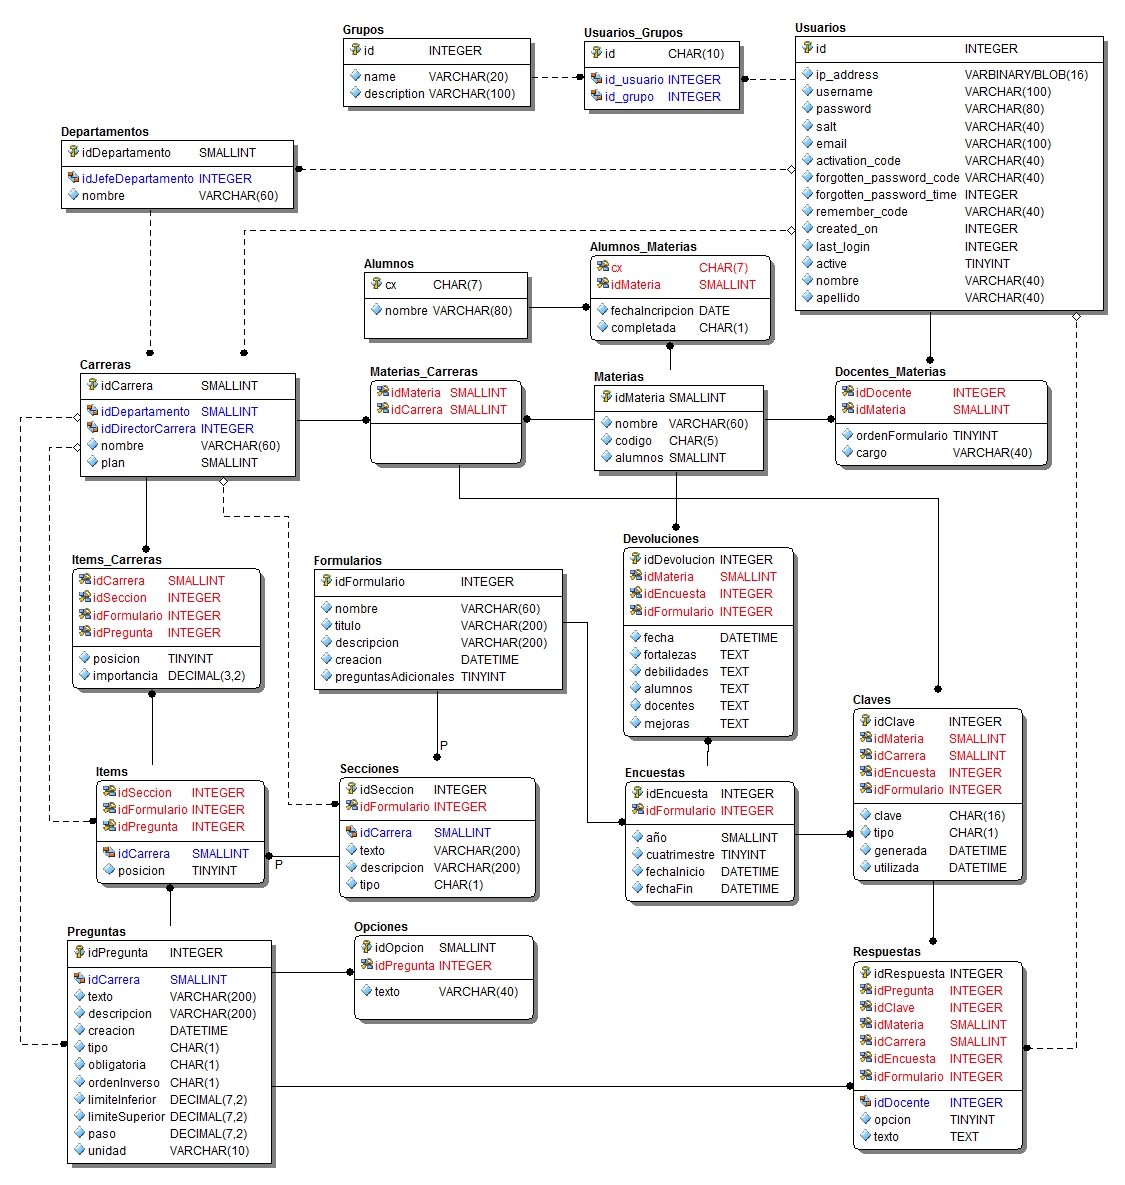 Grupos
id INTEGER
name VARCHAR(20)
description VARCHAR(100)
Usuarios_Grupos
id CHAR(10)
id_usuario INTEGER
id_grupo INTEGER
Usuarios
id INTEGER
ip_address VARBINARY/BLOB(16)
username VARCHAR(100)
password VARCHAR(80)
salt VARCHAR(40)
email VARCHAR(100)
activation_code VARCHAR(40)
forgotten_password_code VARCHAR(40)
forgotten_password_time INTEGER
remember_code VARCHAR(40)
created_on INTEGER
last_login INTEGER
active TINYINT
nombre VARCHAR(40)
apellido VARCHAR(40)
Departamentos
idDepartamento SMALLINT
idJefeDepartamento INTEGER
nombre VARCHAR(60)
Alumnos
cx CHAR(7)
nombre VARCHAR(80)
Alumnos_Materias
cx CHAR(7)
idMateria SMALLINT
fechaIncripcion DATE
completada CHAR(1)
Carreras
idCarrera SMALLINT
idDepartamento SMALLINT
idDirectorCarrera INTEGER
nombre VARCHAR(60)
plan SMALLINT
Materias_Carreras
idMateria SMALLINT
idCarrera SMALLINT
Materias
idMateria SMALLINT
nombre VARCHAR(60)
codigo CHAR(5)
alumnos SMALLINT
Docentes_Materias
idDocente INTEGER
idMateria SMALLINT
ordenFormulario TINYINT
cargo VARCHAR(40)
Items_Carreras
idCarrera SMALLINT
idSeccion INTEGER
idFormulario INTEGER
idPregunta INTEGER
posicion TINYINT
importancia DECIMAL(3,2)
Formularios
idFormulario INTEGER
nombre VARCHAR(60)
titulo VARCHAR(200)
descripcion VARCHAR(200)
creacion DATETIME
preguntasAdicionales TINYINT
P
Devoluciones
idDevolucion INTEGER
idMateria SMALLINT
idEncuesta INTEGER
idFormulario INTEGER
fecha DATETIME
fortalezas TEXT
debilidades TEXT
alumnos TEXT
docentes TEXT
mejoras TEXT
Claves
idClave INTEGER
idMateria SMALLINT
idCarrera SMALLINT
idEncuesta INTEGER
idFormulario INTEGER
clave CHAR(16)
tipo CHAR(1)
generada DATETIME
utilizada DATETIME
Items
idSeccion INTEGER
idFormulario INTEGER
idPregunta INTEGER
idCarrera SMALLINT
posicion TINYINT
P
Secciones
idSeccion INTEGER
idFormulario INTEGER
idCarrera SMALLINT
texto VARCHAR(200)
descripcion VARCHAR(200)
tipo CHAR(1)
Encuestas
idEncuesta INTEGER
idFormulario INTEGER
año SMALLINT
cuatrimestre TINYINT
fechaInicio DATETIME
fechaFin DATETIME
Preguntas
idPregunta INTEGER
idCarrera SMALLINT
texto VARCHAR(200)
descripcion VARCHAR(200)
creacion DATETIME
tipo CHAR(1)
obligatoria CHAR(1)
ordenInverso CHAR(1)
limiteInferior DECIMAL(7,2)
limiteSuperior DECIMAL(7,2)
paso DECIMAL(7,2)
unidad VARCHAR(10)
Opciones
idOpcion SMALLINT
idPregunta INTEGER
texto VARCHAR(40)
Respuestas
idRespuesta INTEGER
idPregunta INTEGER
idClave INTEGER
idMateria SMALLINT
idCarrera SMALLINT
idEncuesta INTEGER
idFormulario INTEGER
idDocente INTEGER
opcion TINYINT
texto TEXT